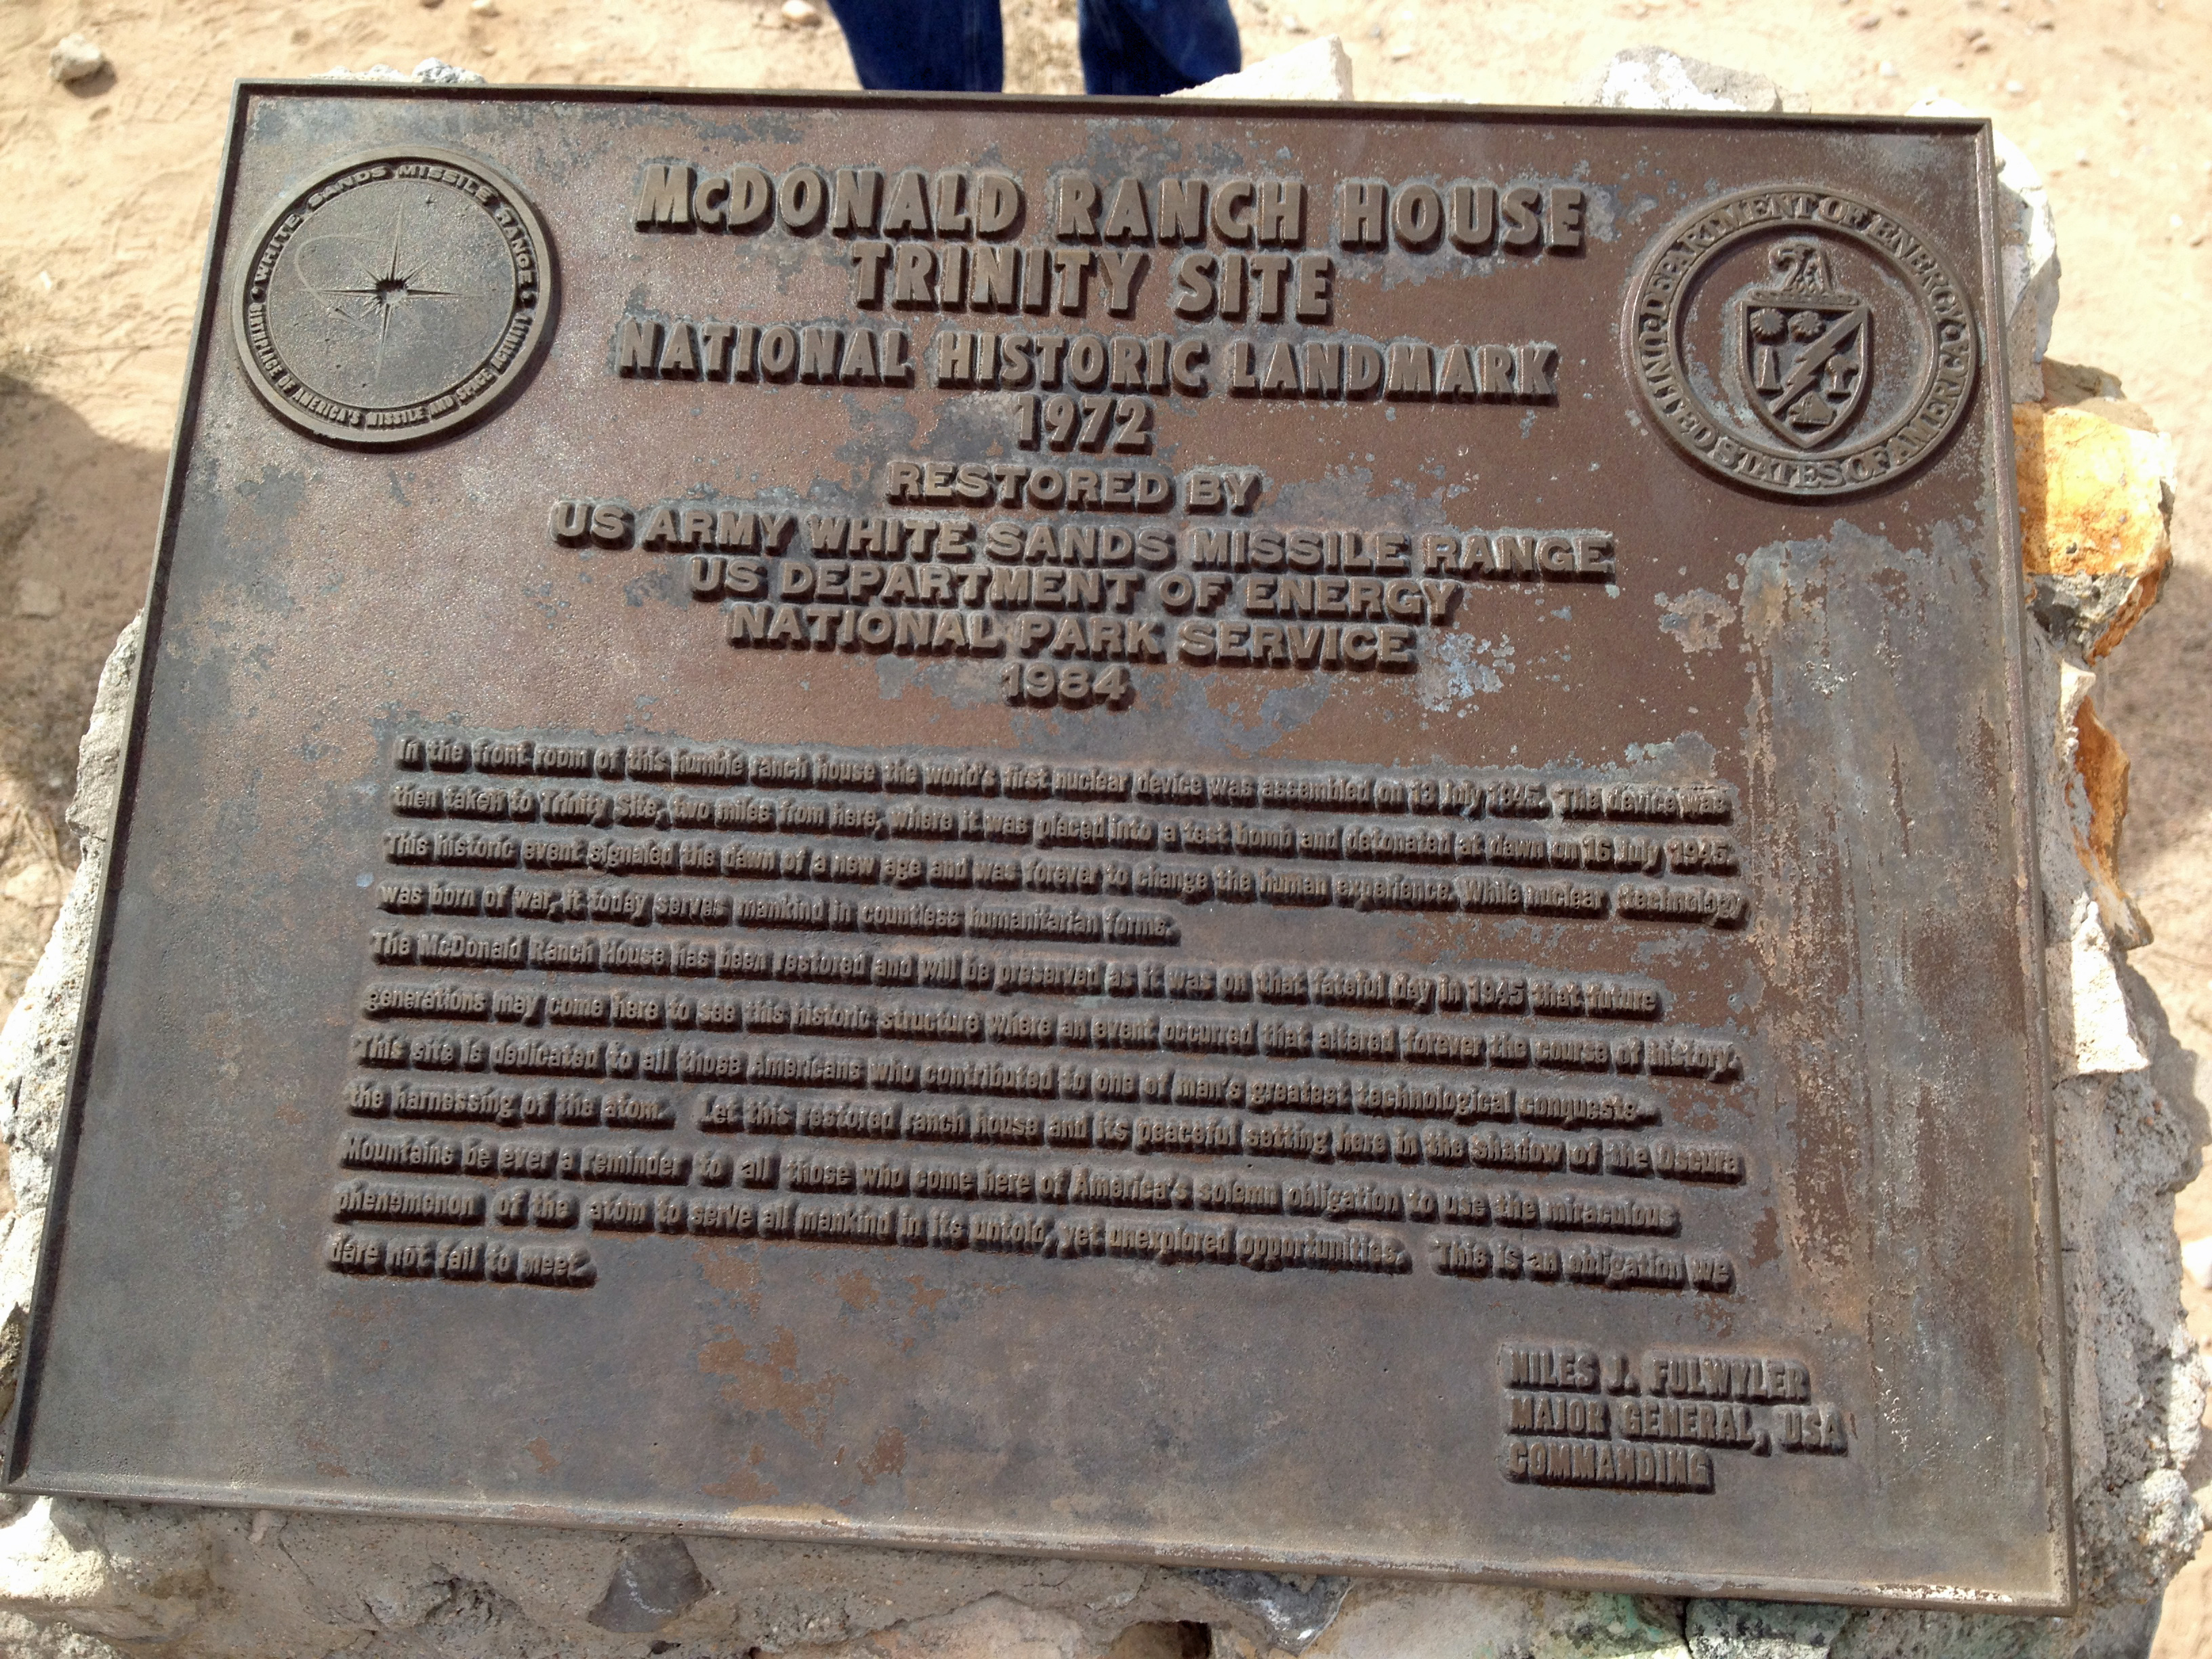 WHITE SANDS MISSILE RANGE
BIRTHPLACE OF AMERICA'S MISSILE AND SPACE ACTIVITY
McDONALD RANCH HOUSE
TRINITY SITE
NATIONAL HISTORIC LANDMARK
1972
DEPARTMENT OF ENERGY
UNITED STATES OF AMERICA
RESTORED BY
US ARMY WHITE SANDS MISSILE RANGE
US DEPARTMENT OF ENERGY
NATIONAL PARK SERVICE
1984
In the front room of this humble ranch house the world's first nuclear device was assembled on 13 July 1945. The device was
then taken to Trinity Site, two miles from here, where it was placed into a test bomb and detonated at dawn on 16 July 1945.
This historic event signaled the dawn of a new age and was forever to change the human experience. While nuclear technology
was born of war, it today serves mankind in countless humanitarian forms.
The McDonald Ranch House has been restored and will be preserved as it was on that fateful day in 1945 that future
generations may come here to see this historic structure where an event occurred that altered forever the course of history.
This site is dedicated to all those Americans who contributed to one of man's greatest technological conquests-
the harnessing of the atom. Let this restored ranch house and its peaceful setting here in the shadow of the Oscura
Mountains be ever a reminder to all those who come here of America's solemn obligation to use the miraculous
phenomenon of the atom to serve all mankind in its untold, yet unexplored opportunities. This is an obligation we
dare not fail to meet.
NILES J. FULWYLER
MAJOR GENERAL, USA
COMMANDING